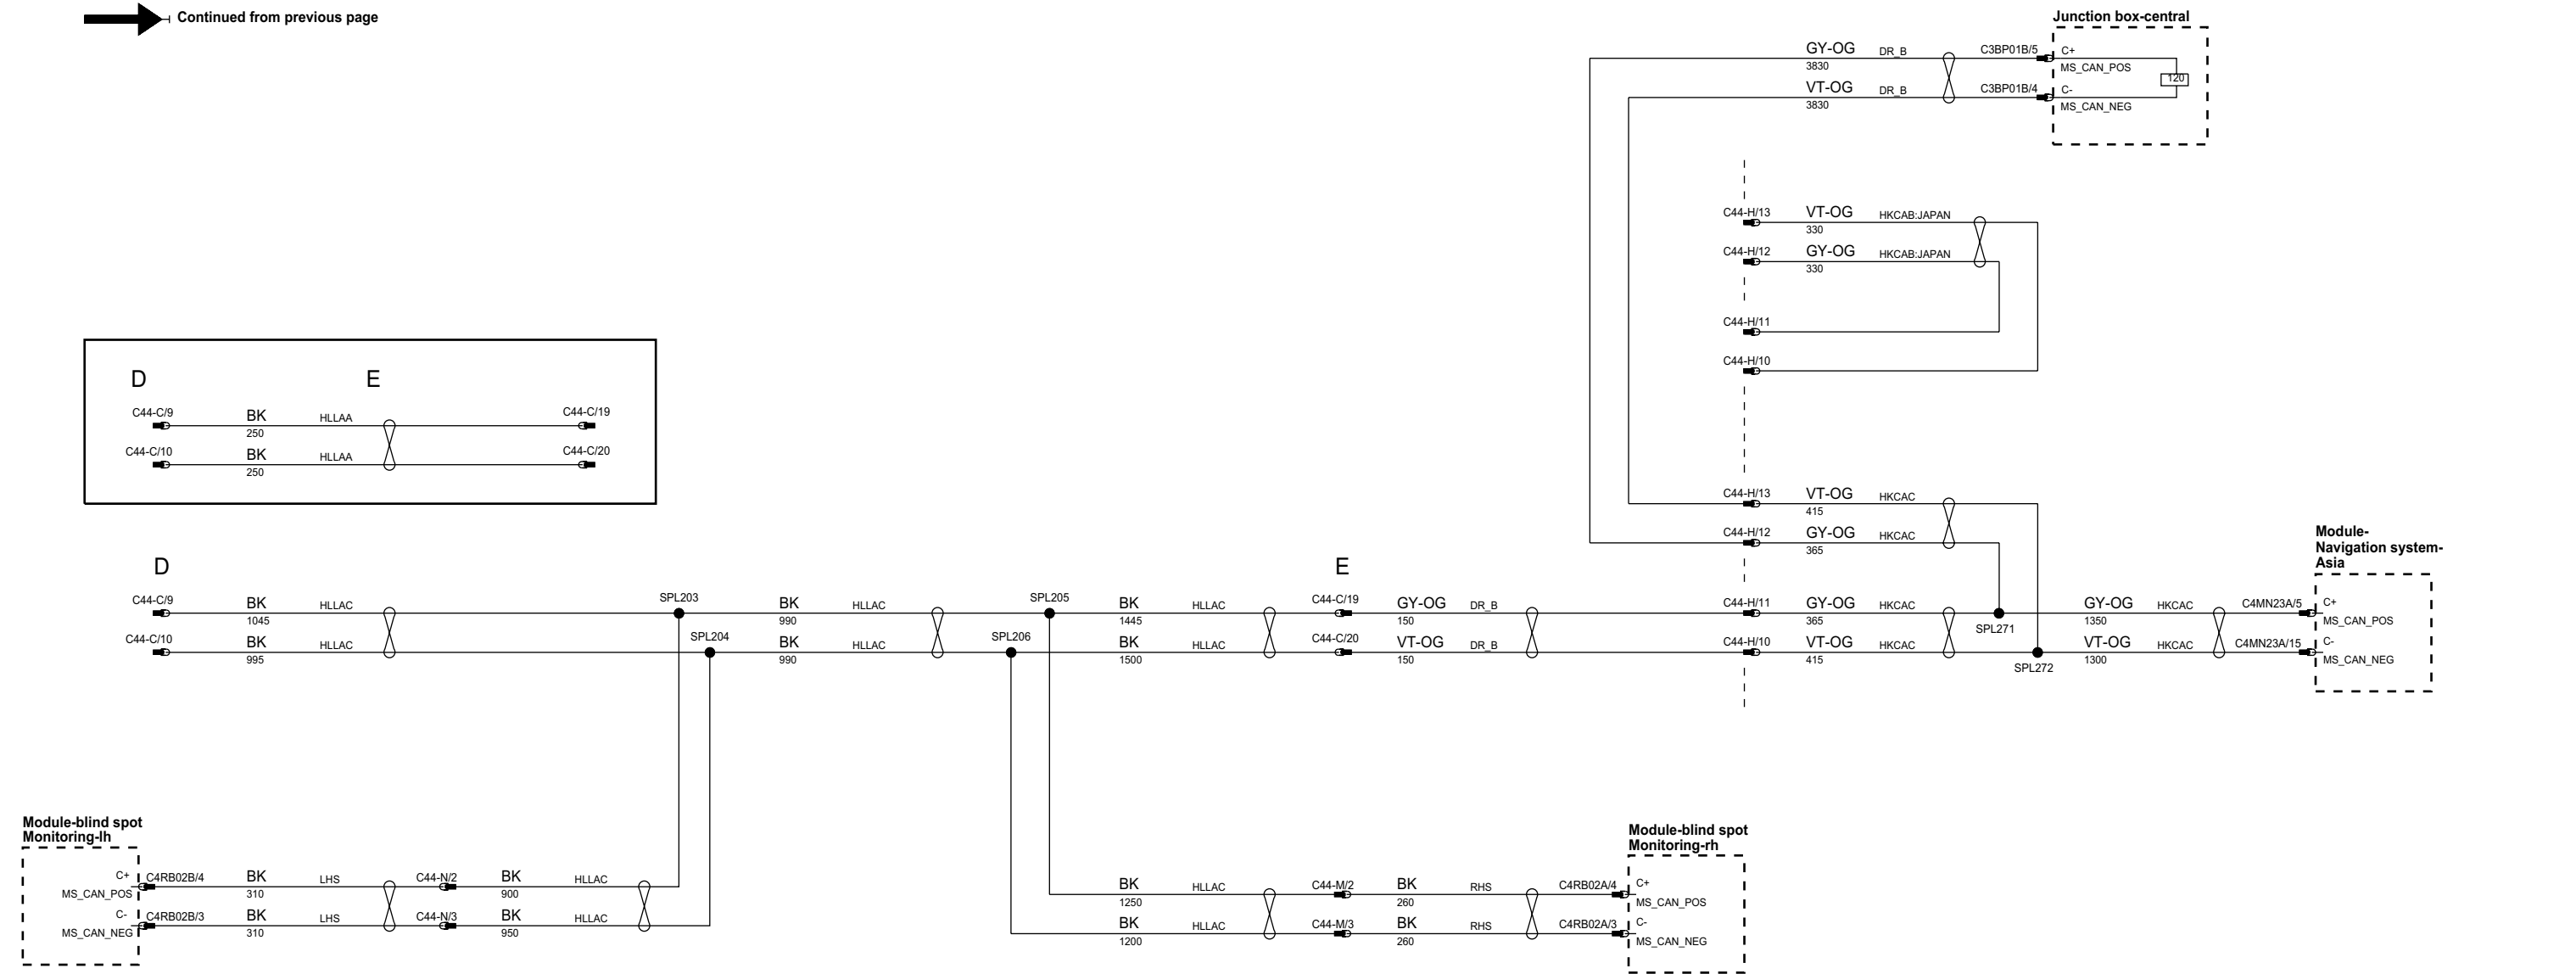 Continued from previous page
Junction box-central
GY-OG DR_B C3BP01B/5 C+
3830 MS_CAN_POS
120
VT-OG DR_B C3BP01B/4 C-
3830 MS_CAN_NEG
C44-H/13 VT-OG HKCAB:JAPAN
330
C44-H/12 GY-OG HKCAB:JAPAN
330
C44-H/11
C44-H/10
D E
C44-C/9 BK HLLAA C44-C/19
250
C44-C/10 BK HLLAA C44-C/20
250
C44-H/13 VT-OG HKCAC
415
C44-H/12 GY-OG HKCAC
365
Module-
Navigation system-
Asia
D E
C44-C/9 BK HLLAC SPL203 BK HLLAC SPL205 BK HLLAC C44-C/19 GY-OG DR_B C44-H/11 GY-OG HKCAC GY-OG HKCAC C4MN23A/5 C+
1045 990 1445 150 365 SPL271 1350 MS_CAN_POS
C44-C/10 BK HLLAC SPL204 BK HLLAC SPL206 BK HLLAC C44-C/20 VT-OG DR_B C44-H/10 VT-OG HKCAC VT-OG HKCAC C4MN23A/15 C-
995 990 1500 150 415 SPL272 1300 MS_CAN_NEG
Module-blind spot
Monitoring-lh
C+ C4RB02B/4 BK LHS C44-N/2 BK HLLAC
MS_CAN_POS 310 900
C- C4RB02B/3 BK LHS C44-N/3 BK HLLAC
MS_CAN_NEG 310 950
Module-blind spot
Monitoring-rh
BK HLLAC C44-M/2 BK RHS C4RB02A/4 C+
1250 260 MS_CAN_POS
BK HLLAC C44-M/3 BK RHS C4RB02A/3 C-
1200 260 MS_CAN_NEG